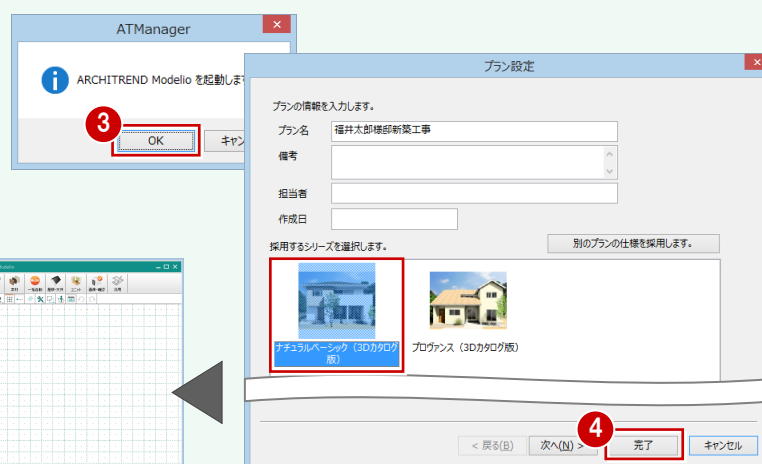 ATManager
ARCHITREND Modelio を起動しま
3
OK
キャン
プラン設定
プランの情報を入力します。
プラン名
福井太郎様邸新築工事
備考
担当者
作成日
採用するシリーズを選択します。
別のプランの仕様を採用します。
ナチュラルベーシック（3Dカタログ
版）
プロヴァンス（3Dカタログ版）
4
< 戻る(B)
次へ(N) >
完了
キャンセル